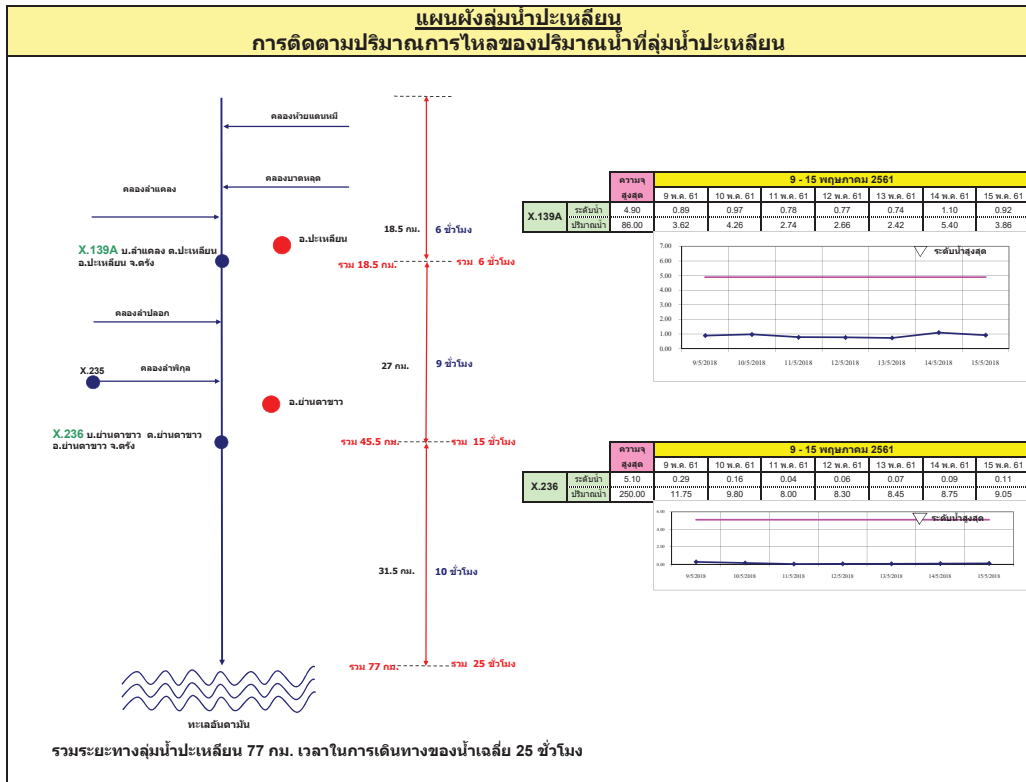 แผนผังลุ่มน้ำปะเหลียน
การติดตามปริมาณการไหลของปริมาณน้ำที่ลุ่มน้ำปะเหลียน
คลองห้วยแดนหมี
คลองบาดหลุด
คลองลำแคลง
18.5 กม.
6 ชั่วโมง
อ.ปะเหลียน
X.139A บ.ลำแคลง ต.ปะเหลียน
อ.ปะเหลียน จ.ตรัง
รวม 18.5 กม.
รวม 6 ชั่วโมง
คลองลำปลอก
X.235
คลองลำพิกุล
27 กม.
9 ชั่วโมง
อ.ย่านตาขาว
X.236 บ.ย่านตาขาว ต.ย่านตาขาว
อ.ย่านตาขาว จ.ตรัง
รวม 45.5 กม.
รวม 15 ชั่วโมง
31.5 กม.
10 ชั่วโมง
รวม 77 กม.
รวม 25 ชั่วโมง
ทะเลอันดามัน
รวมระยะทางลุ่มน้ำปะเหลียน 77 กม. เวลาในการเดินทางของน้ำเฉลี่ย 25 ชั่วโมง
ความจุ 9 - 15 พฤษภาคม 2561
สูงสุด 9 พ.ค. 61 10 พ.ค. 61 11 พ.ค. 61 12 พ.ค. 61 13 พ.ค. 61 14 พ.ค. 61 15 พ.ค. 61
X.139A
ระดับน้ำ 4.90 0.89 0.97 0.78 0.77 0.74 1.10 0.92
ปริมาณน้ำ 86.00 3.62 4.26 2.74 2.66 2.42 5.40 3.86
ระดับน้ำสูงสุด
7.00
6.00
5.00
4.00
3.00
2.00
1.00
0.00
9/5/2018 10/5/2018 11/5/2018 12/5/2018 13/5/2018 14/5/2018 15/5/2018
ความจุ 9 - 15 พฤษภาคม 2561
สูงสุด 9 พ.ค. 61 10 พ.ค. 61 11 พ.ค. 61 12 พ.ค. 61 13 พ.ค. 61 14 พ.ค. 61 15 พ.ค. 61
X.236
ระดับน้ำ 5.10 0.29 0.16 0.04 0.06 0.07 0.09 0.11
ปริมาณน้ำ 250.00 11.75 9.80 8.00 8.30 8.45 8.75 9.05
ระดับน้ำสูงสุด
6.00
4.00
2.00
0.00
9/5/2018 10/5/2018 11/5/2018 12/5/2018 13/5/2018 14/5/2018 15/5/2018